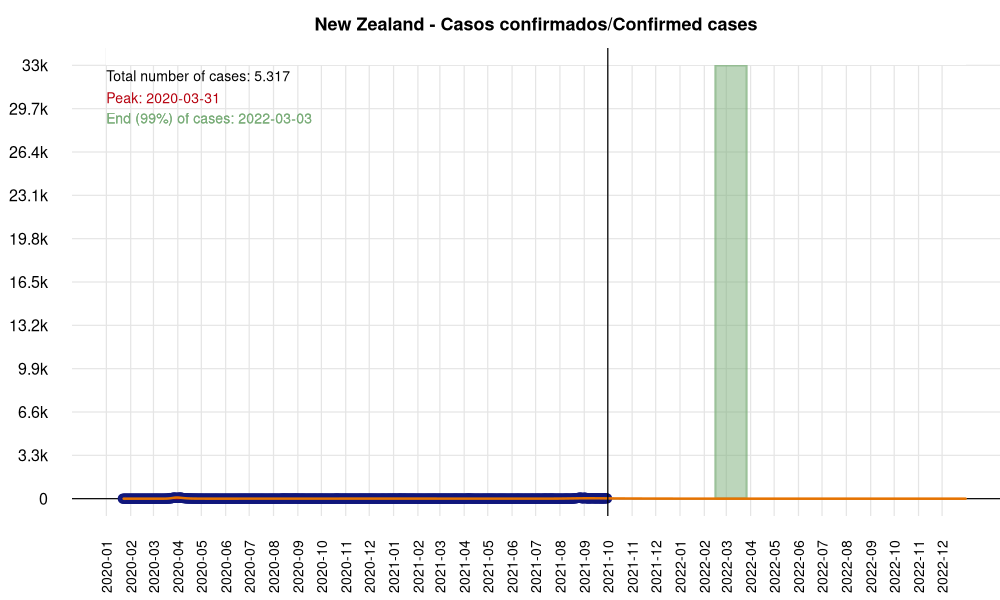 New Zealand - Casos confirmados/Confirmed cases
Total number of cases: 5.317
Peak: 2020-03-31
End (99%) of cases: 2022-03-03
33k
29.7k
26.4k
23.1k
19.8k
16.5k
13.2k
9.9k
6.6k
3.3k
0
2020-01
2020-02
2020-03
2020-04
2020-05
2020-06
2020-07
2020-08
2020-09
2020-10
2020-11
2020-12
2021-01
2021-02
2021-03
2021-04
2021-05
2021-06
2021-07
2021-08
2021-09
2021-10
2021-11
2021-12
2022-01
2022-02
2022-03
2022-04
2022-05
2022-06
2022-07
2022-08
2022-09
2022-10
2022-11
2022-12